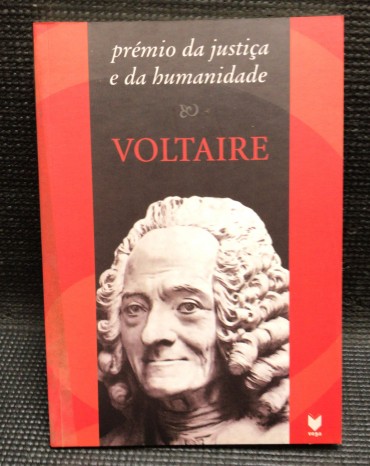 prémio da justiça
e da humanidade
VOLTAIRE
vega